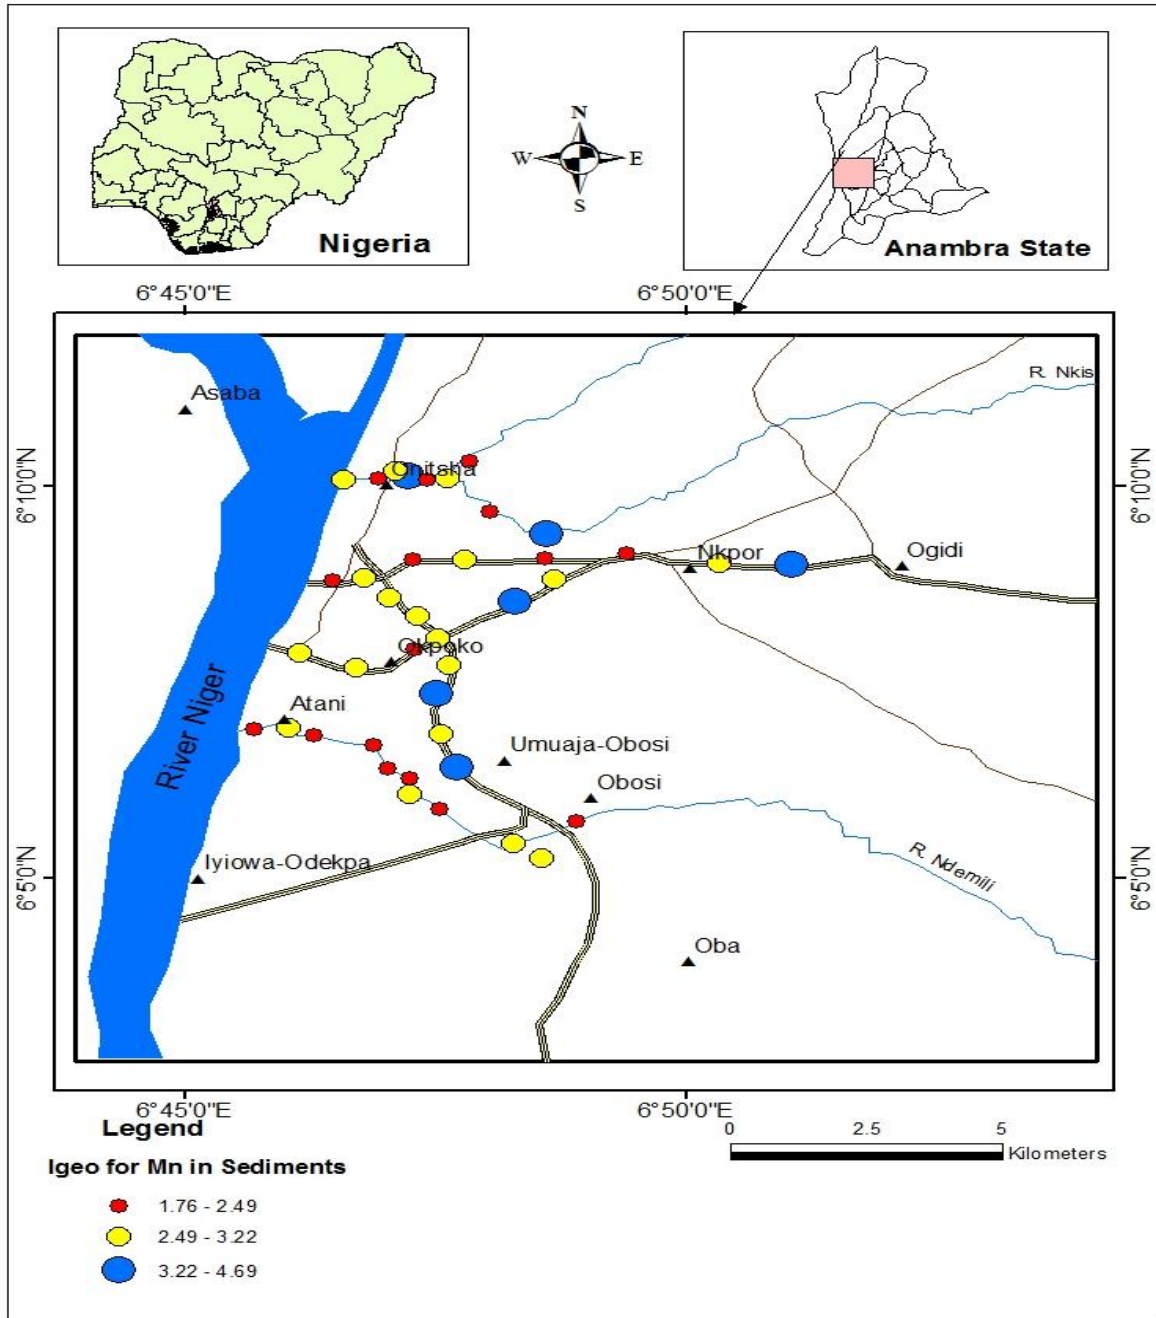 N
W E
S
Nigeria
Anambra State
6°45'0"E 6°50'0"E
R. Nkis
Asaba
Onitsha
6°10'0"N 6°10'0"N
Nkpor Ogidi
Okpoko
Atani
River Niger
Umuaja-Obosi
Obosi
Iyiowa-Odekpa
R. Ndemili
6°5'0"N 6°5'0"N
Oba
6°45'0"E 6°50'0"E
Legend
0 2.5 5
Kilometers
Igeo for Mn in Sediments
1.76 - 2.49
2.49 - 3.22
3.22 - 4.69